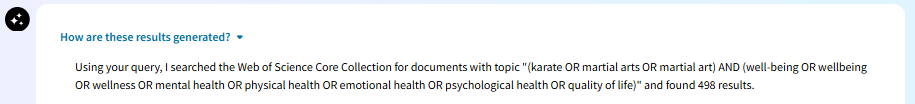 How are these results generated?
Using your query, I searched the Web of Science Core Collection for documents with topic "(karate OR martial arts OR martial art) AND (well-being OR wellbeing
OR wellness OR mental health OR physical health OR emotional health OR psychological health OR quality of life)" and found 498 results.